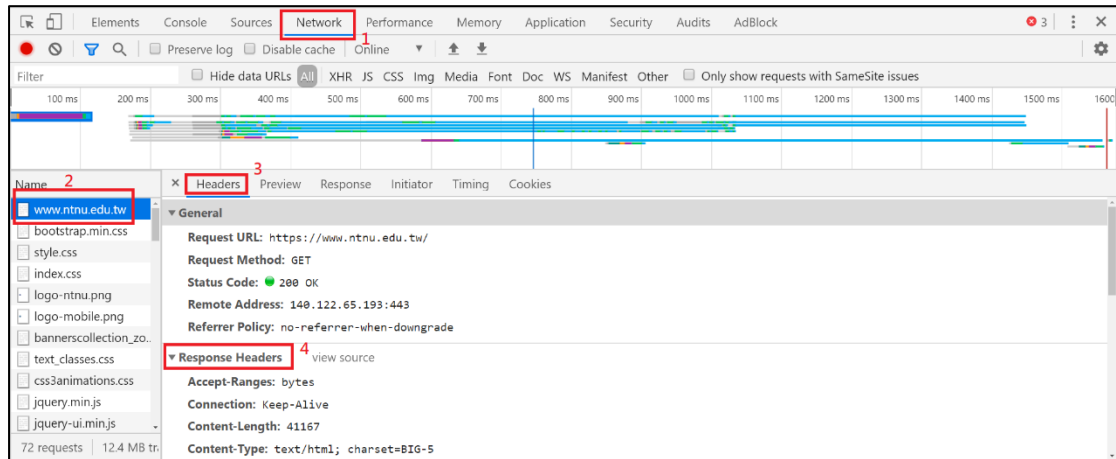 Elements Console Sources Network Performance Memory Application Security Audits AdBlock 3
1
Preserve log Disable cache Online
Filter Hide data URLs All XHR JS CSS Img Media Font Doc WS Manifest Other Only show requests with SameSite issues
100 ms 200 ms 300 ms 400 ms 500 ms 600 ms 700 ms 800 ms 900 ms 1000 ms 1100 ms 1200 ms 1300 ms 1400 ms 1500 ms 1600
Name 2
www.ntnu.edu.tw
bootstrap.min.css
style.css
index.css
logo-ntnu.png
logo-mobile.png
bannerscollection_zo...
text_classes.css
css3animations.css
jquery.min.js
jquery-ui.min.js
72 requests 12.4 MB tr
3
× Headers Preview Response Initiator Timing Cookies
▼ General
Request URL: https://www.ntnu.edu.tw/
Request Method: GET
Status Code: 200 OK
Remote Address: 140.122.65.193:443
Referrer Policy: no-referrer-when-downgrade
▼ Response Headers 4 view source
Accept-Ranges: bytes
Connection: Keep-Alive
Content-Length: 41167
Content-Type: text/html; charset=BIG-5